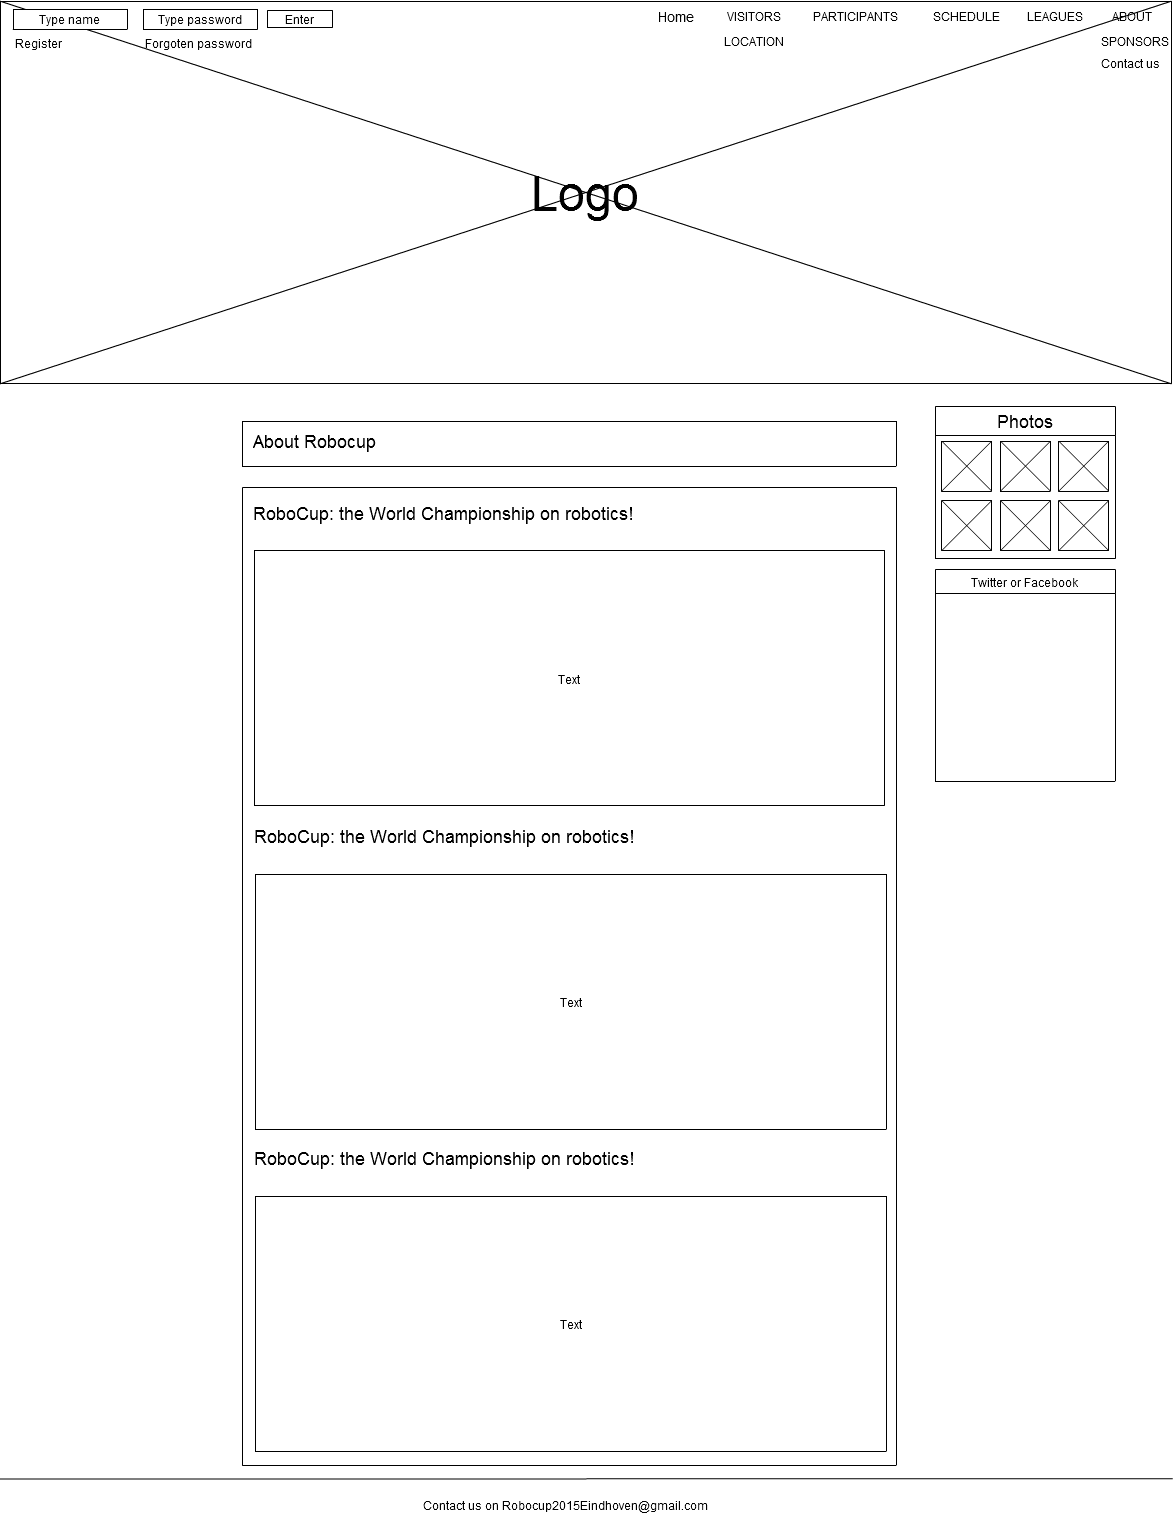 Type name Type password Enter Home VISITORS PARTICIPANTS SCHEDULE LEAGUES ABOUT
Register Forgoten password LOCATION SPONSORS
Contact us
Logo
About Robocup
RoboCup: the World Championship on robotics!
Text
RoboCup: the World Championship on robotics!
Text
RoboCup: the World Championship on robotics!
Text
Photos
Twitter or Facebook
Contact us on Robocup2015Eindhoven@gmail.com